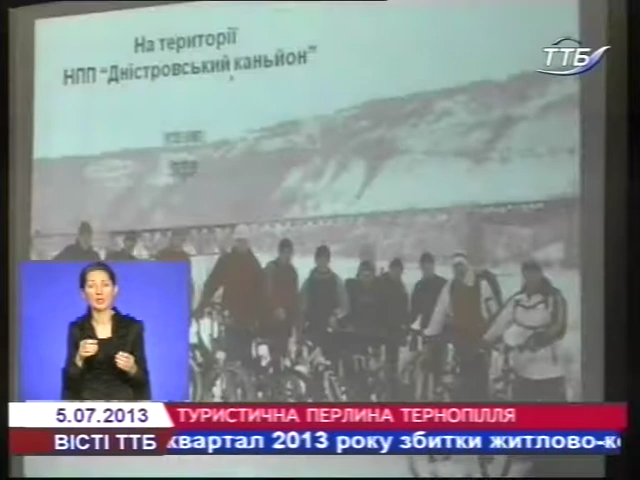 На території
НПП "Дністровський каньйон"
ТТБ
5.07.2013
ТУРИСТИЧНА ПЕРЛИНА ТЕРНОПІЛЛЯ
ВІСТІ ТТБ
квартал 2013 року збитки житлово-к